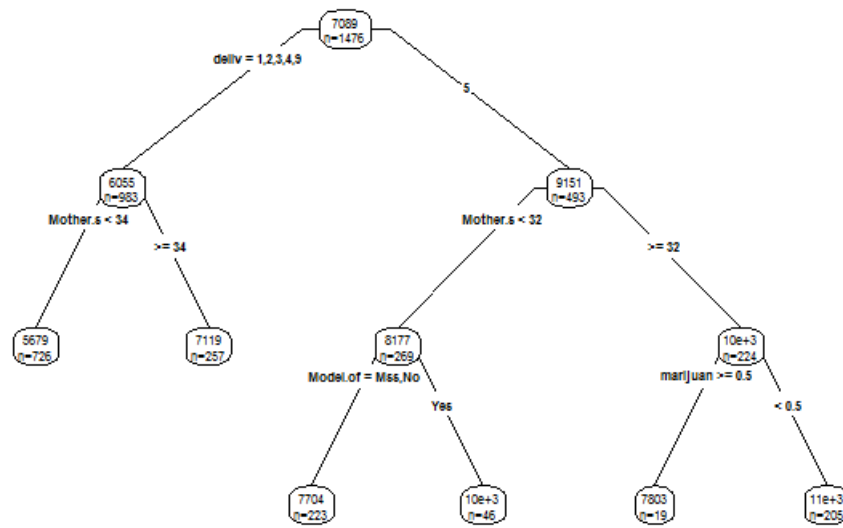 7089
n=1476
deliv = 1,2,3,4,9
5
6055
n=983
9151
n=493
Mother.s < 34
>= 34
Mother.s < 32
>= 32
5679
n=726
7119
n=257
8177
n=269
10e+3
n=224
Model.of = Mss,No
Yes
marijuan >= 0.5
< 0.5
7704
n=223
10e+3
n=46
7803
n=19
11e+3
n=205